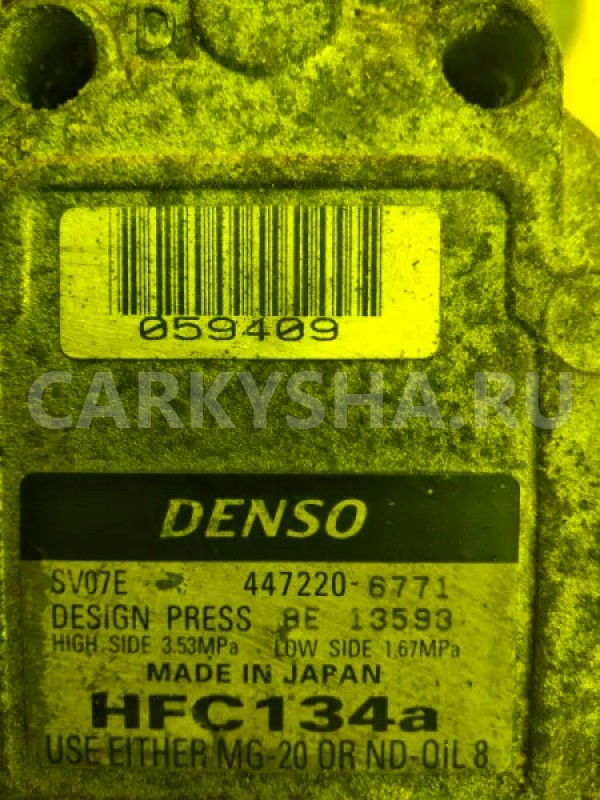 D
059409
CARKYSHA.RU
DENSO
SV07E 447220-6771
DESIGN PRESS 8E 13593
HIGH SIDE 3.53MPa LOW SIDE 1.67MPa
MADE IN JAPAN
HFC134a
USE EITHER MG-20 OR ND-OiL 8